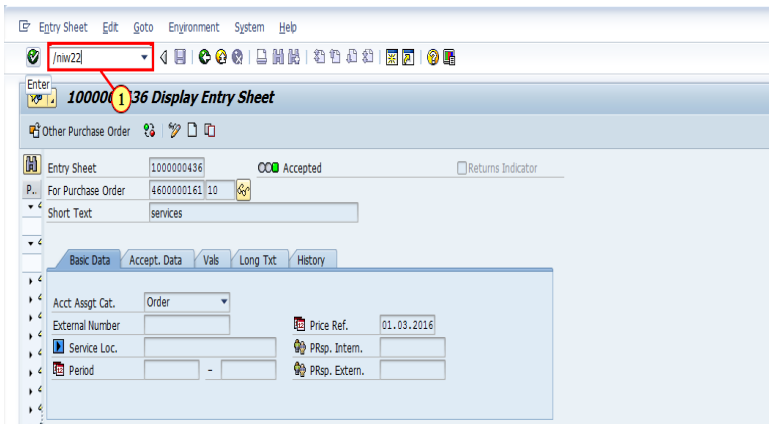 Entry Sheet Edit Goto Environment System Help
/niw22
Enter
1
1000000436 Display Entry Sheet
Other Purchase Order
Entry Sheet 1000000436 Accepted Returns Indicator
P.. For Purchase Order 4600000161 10
Short Text services
Basic Data Accept. Data Vals Long Txt History
Acct Assgt Cat. Order
External Number Price Ref. 01.03.2016
Service Loc. PRsp. Intern.
Period - PRsp. Extern.